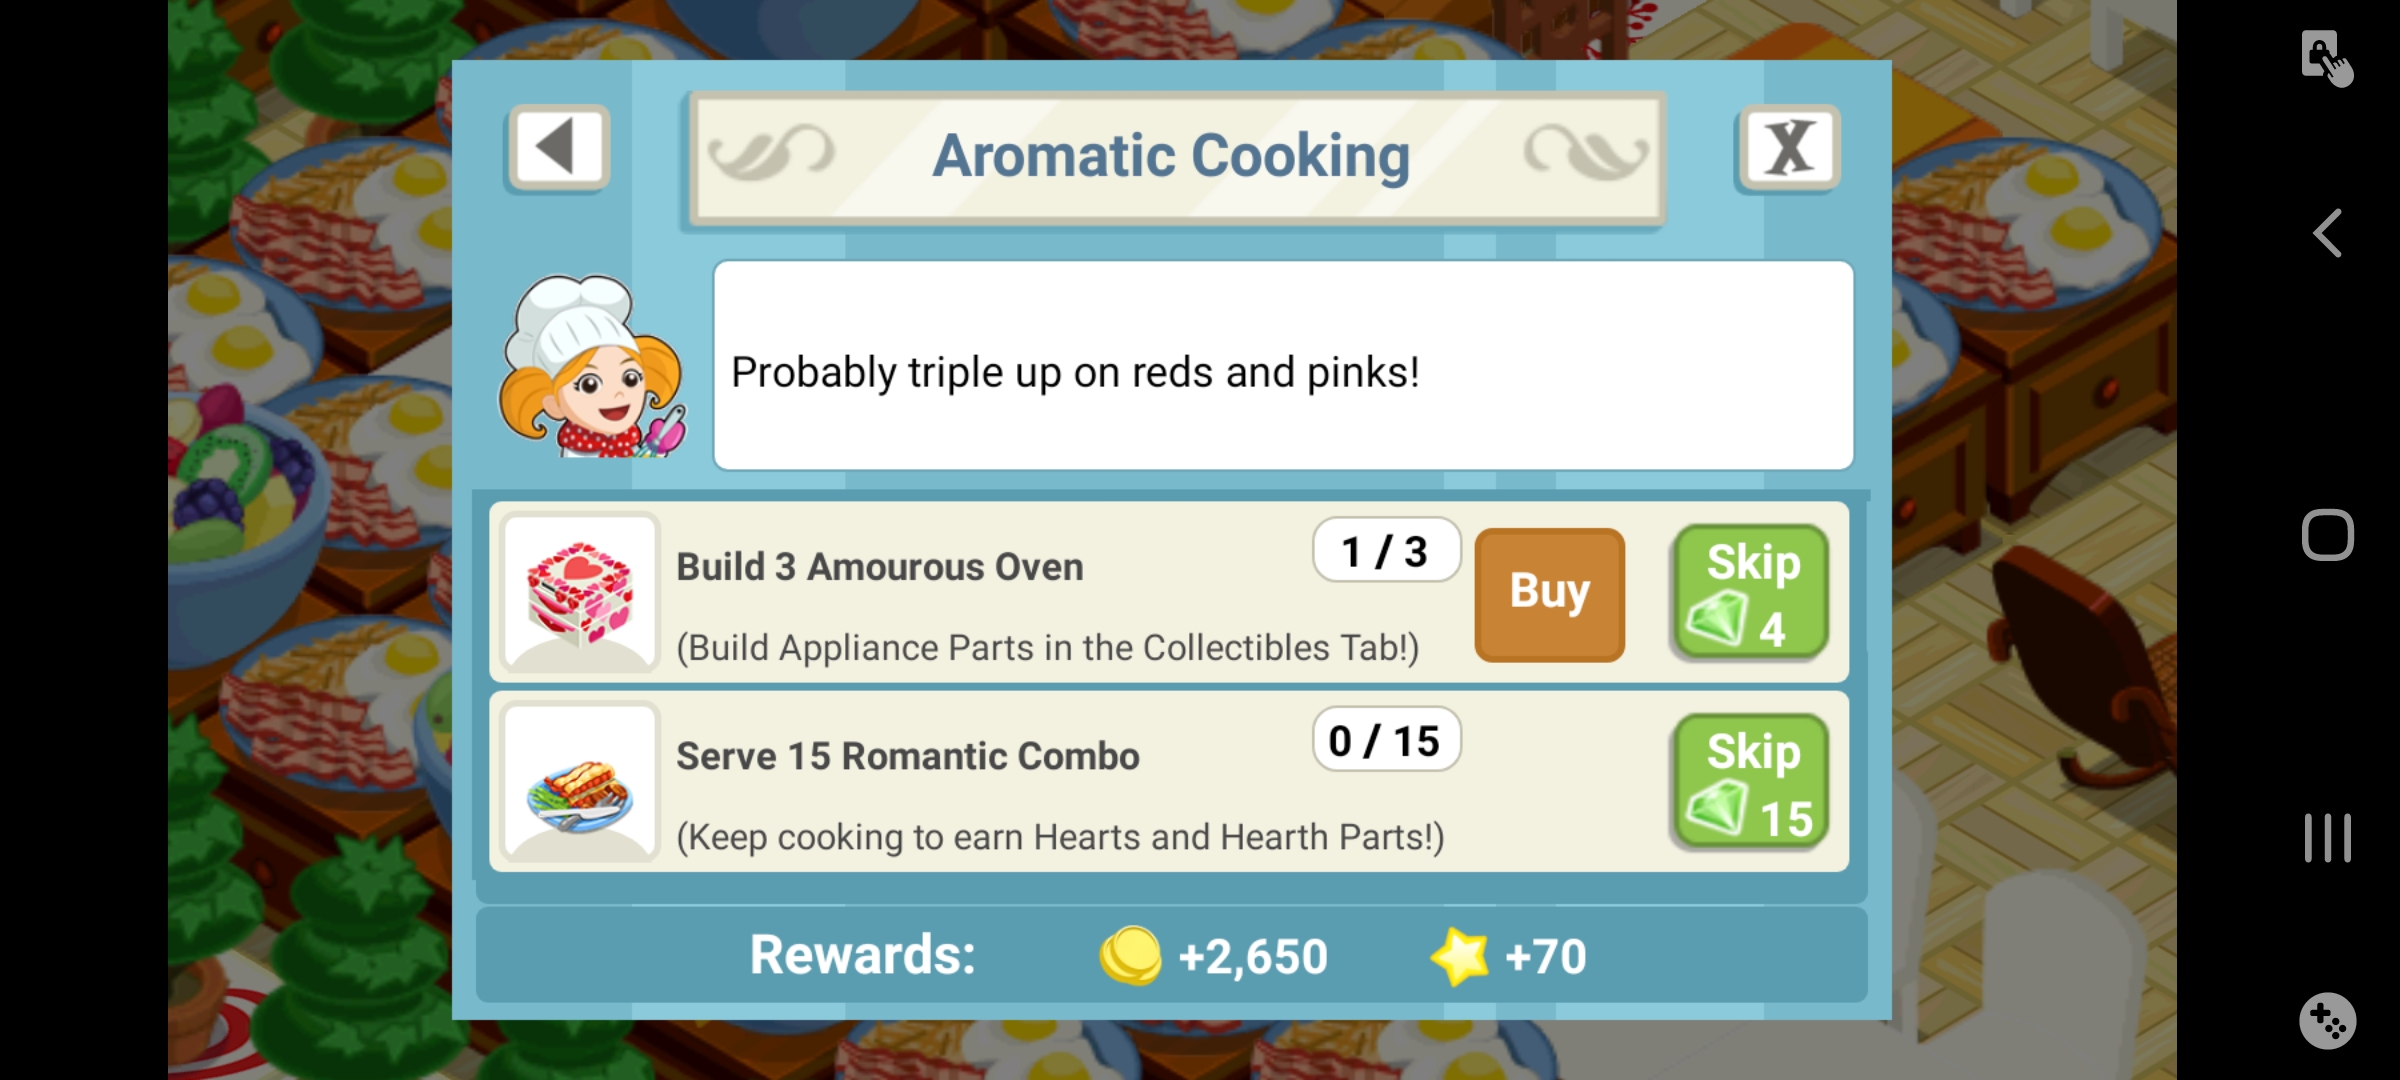 Aromatic Cooking
X
Probably triple up on reds and pinks!
Build 3 Amourous Oven
1 / 3
Buy
Skip
4
(Build Appliance Parts in the Collectibles Tab!)
Serve 15 Romantic Combo
0 / 15
Skip
15
(Keep cooking to earn Hearts and Hearth Parts!)
Rewards: +2,650 +70